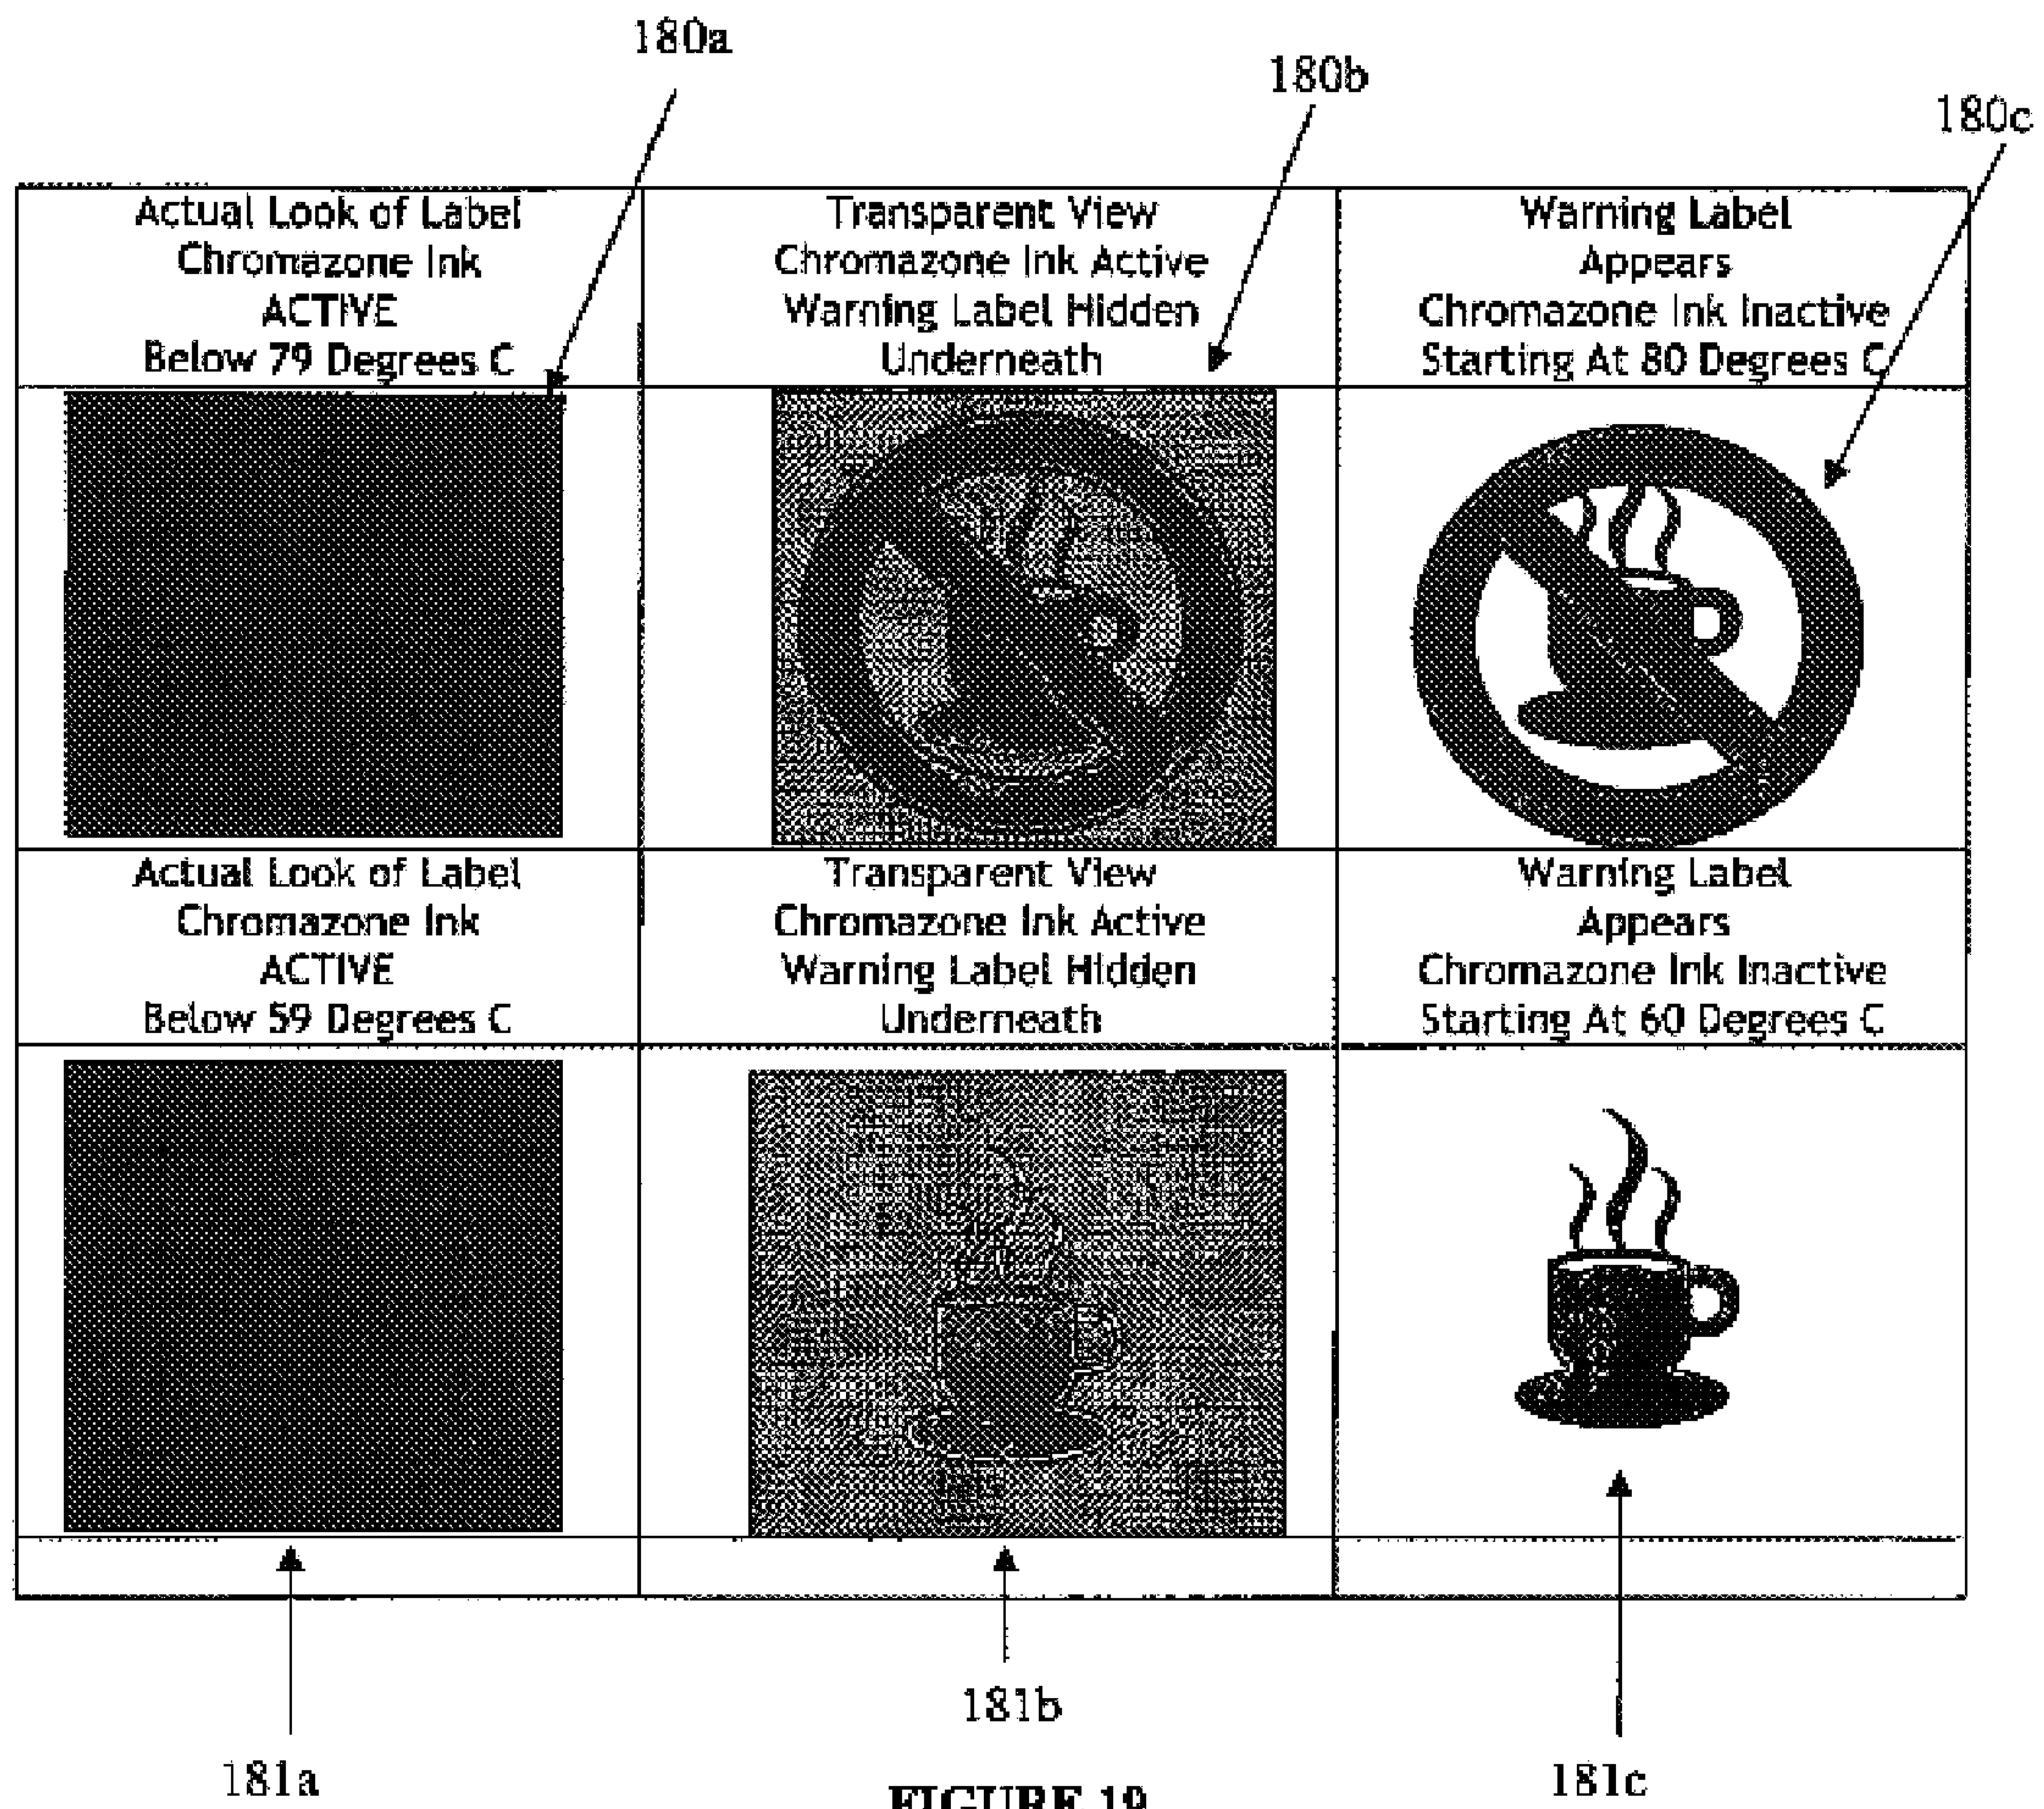 180a
180b
180c
Actual Look of Label
Chromazone Ink
ACTIVE
Below 79 Degrees C
Transparent View
Chromazone Ink Active
Warning Label Hidden
Underneath
Warning Label
Appears
Chromazone Ink Inactive
Starting At 80 Degrees C
Actual Look of Label
Chromazone Ink
ACTIVE
Below 59 Degrees C
Transparent View
Chromazone Ink Active
Warning Label Hidden
Underneath
Warning Label
Appears
Chromazone Ink Inactive
Starting At 60 Degrees C
181a
181b
181c
FIGURE 19